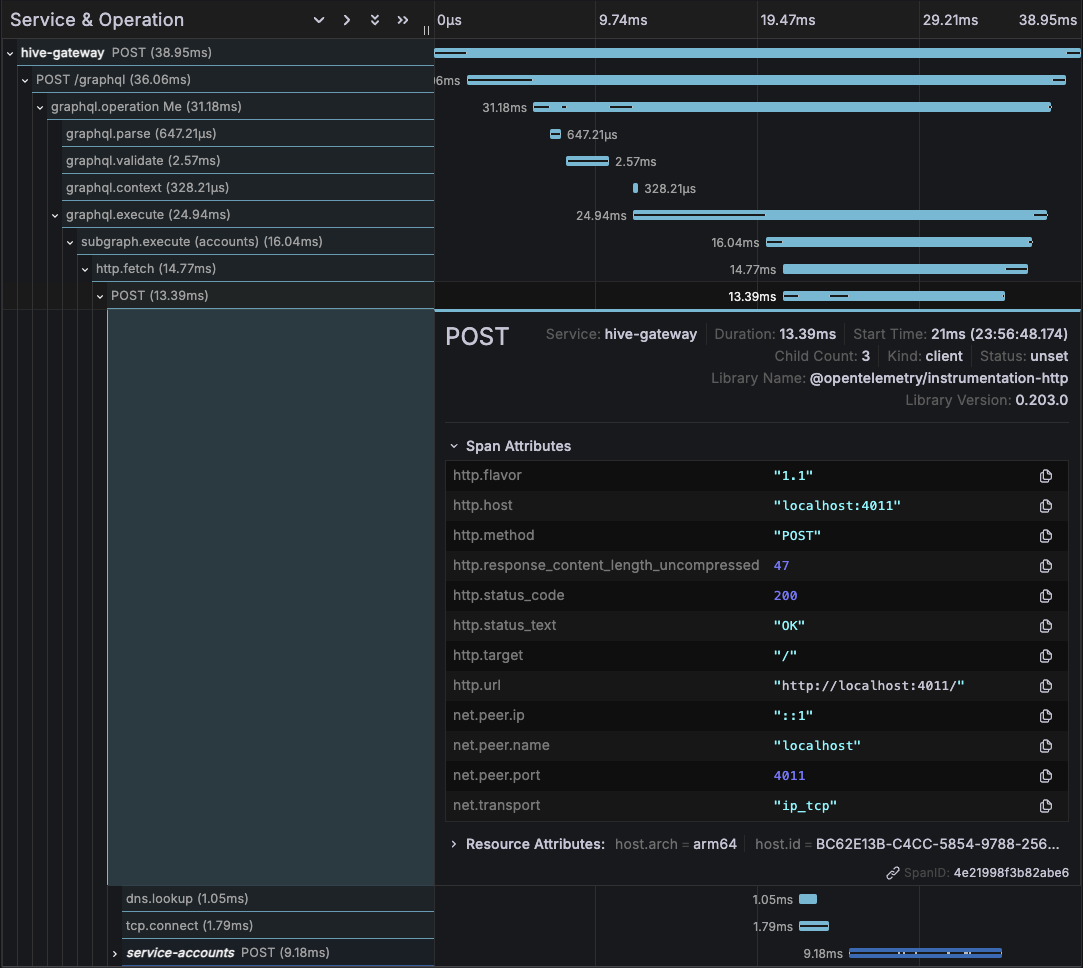 Service & Operation 0μs 9.74ms 19.47ms 29.21ms 38.95ms
hive-gateway POST (38.95ms)
POST /graphql (36.06ms) 6ms
graphql.operation Me (31.18ms) 31.18ms
graphql.parse (647.21μs) 647.21μs
graphql.validate (2.57ms) 2.57ms
graphql.context (328.21μs) 328.21μs
graphql.execute (24.94ms) 24.94ms
subgraph.execute (accounts) (16.04ms) 16.04ms
http.fetch (14.77ms) 14.77ms
POST (13.39ms) 13.39ms
POST Service: hive-gateway Duration: 13.39ms Start Time: 21ms (23:56:48.174)
Child Count: 3 Kind: client Status: unset
Library Name: @opentelemetry/instrumentation-http
Library Version: 0.203.0
Span Attributes
http.flavor "1.1"
http.host "localhost:4011"
http.method "POST"
http.response_content_length_uncompressed 47
http.status_code 200
http.status_text "OK"
http.target "/"
http.url "http://localhost:4011/"
net.peer.ip "::1"
net.peer.name "localhost"
net.peer.port 4011
net.transport "ip_tcp"
Resource Attributes: host.arch = arm64 host.id = BC62E13B-C4CC-5854-9788-256...
SpanID: 4e21998f3b82abe6
dns.lookup (1.05ms) 1.05ms
tcp.connect (1.79ms) 1.79ms
service-accounts POST (9.18ms) 9.18ms